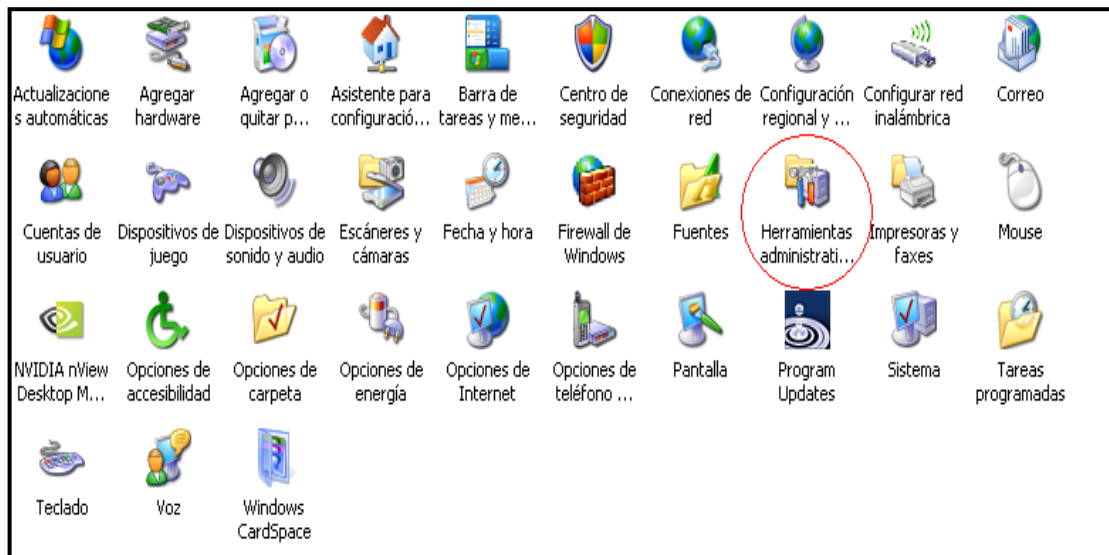 Actualizacione
s automáticas
Agregar
hardware
Agregar o
quitar p...
Asistente para
configuració...
Barra de
tareas y me...
Centro de
seguridad
Conexiones de
red
Configuración
regional y ...
Configurar red
inalámbrica
Correo
Cuentas de
usuario
Dispositivos de
juego
Dispositivos de
sonido y audio
Escáneres y
cámaras
Fecha y hora
Firewall de
Windows
Fuentes
Herramientas
administrati...
Impresoras y
faxes
Mouse
NVIDIA nView
Desktop M...
Opciones de
accesibilidad
Opciones de
carpeta
Opciones de
energía
Opciones de
Internet
Opciones de
teléfono ...
Pantalla
Program
Updates
Sistema
Tareas
programadas
Teclado
Voz
Windows
CardSpace